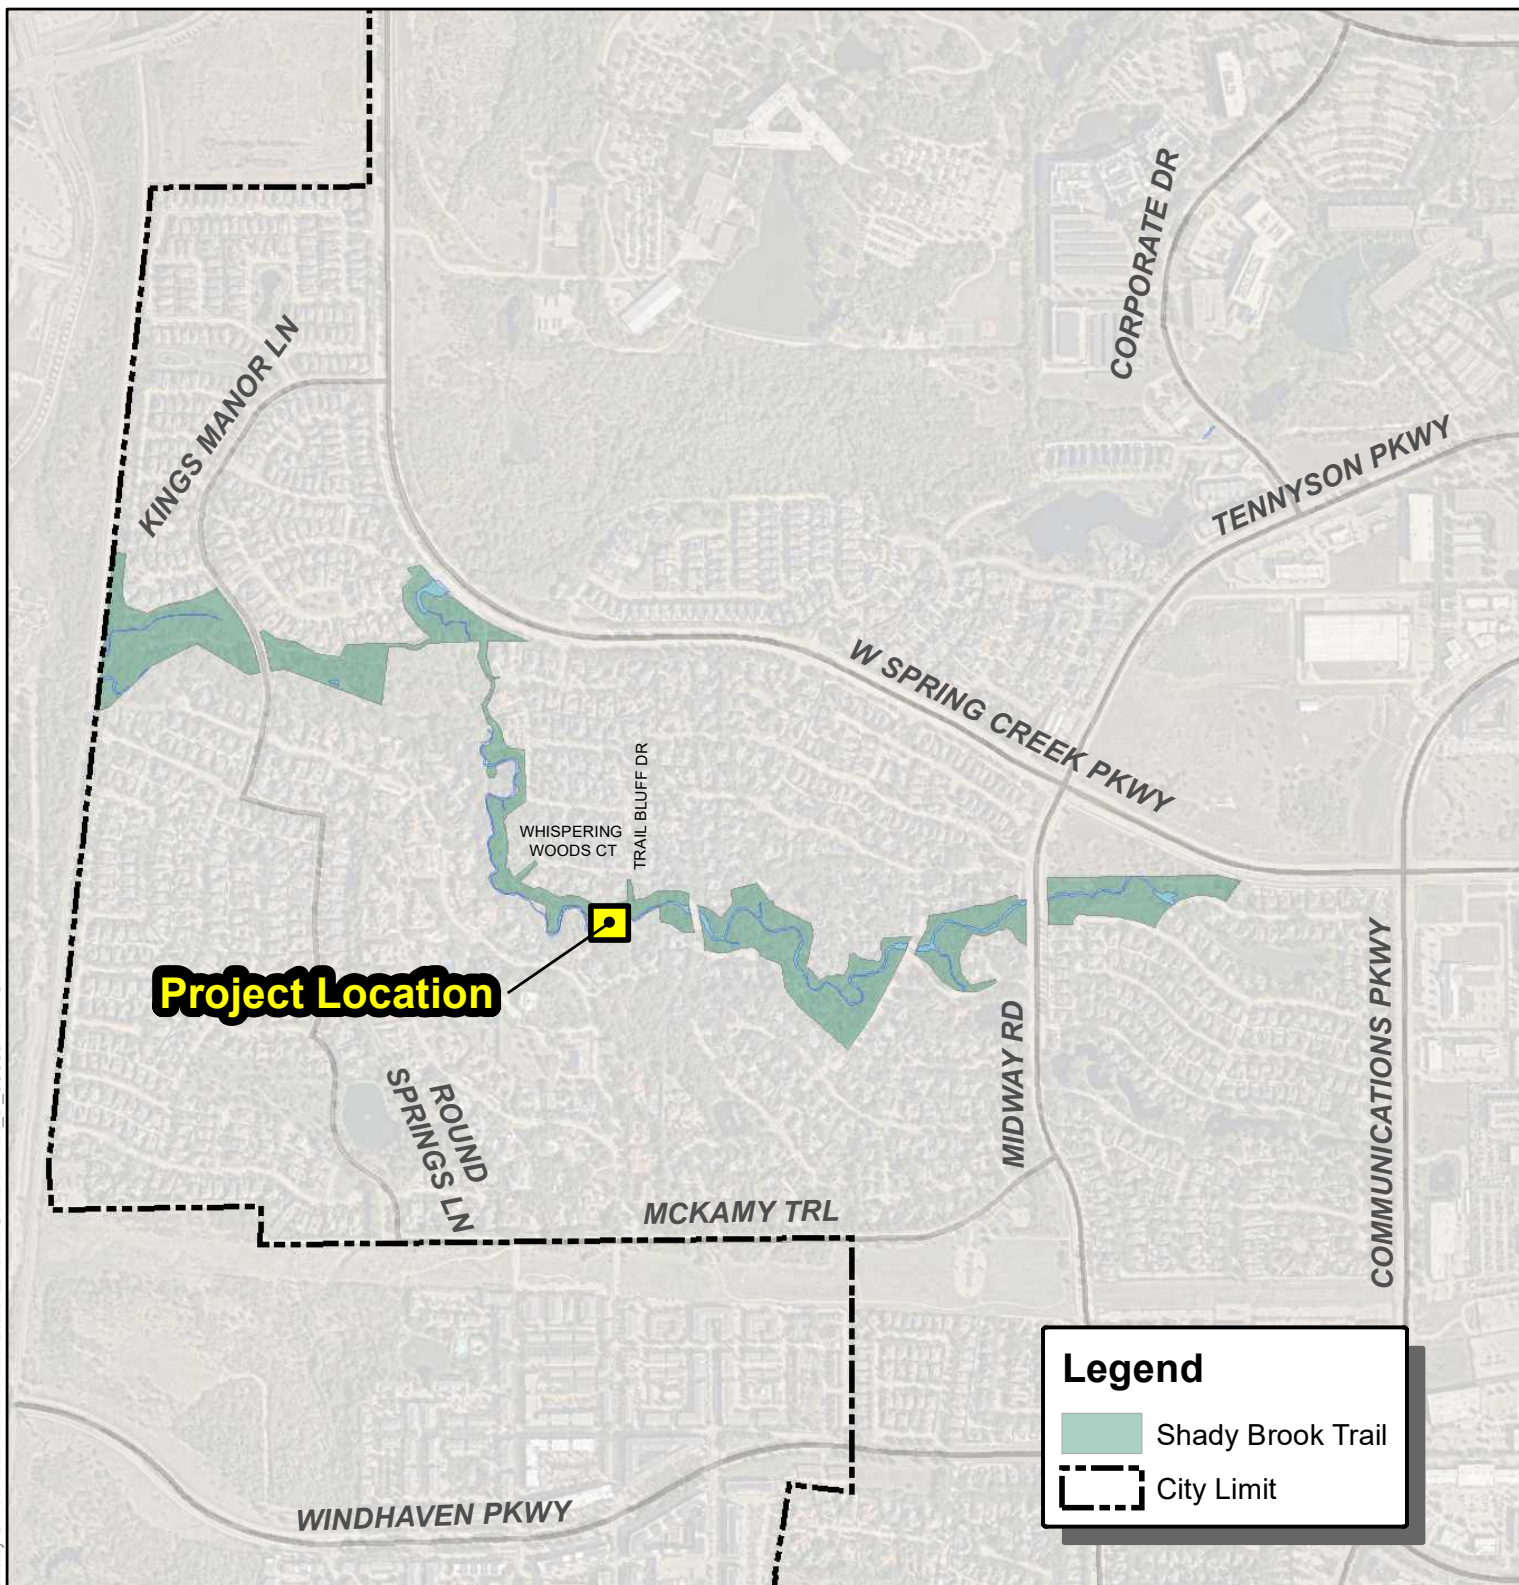 CORPORATE DR
KINGS MANOR LN
TENNYSON PKWY
W SPRING CREEK PKWY
TRAIL BLUFF DR
WHISPERING
WOODS CT
Project Location
MIDWAY RD
COMMUNICATIONS PKWY
ROUND
SPRINGS LN
MCKAMY TRL
WINDHAVEN PKWY
Legend
Shady Brook Trail
City Limit